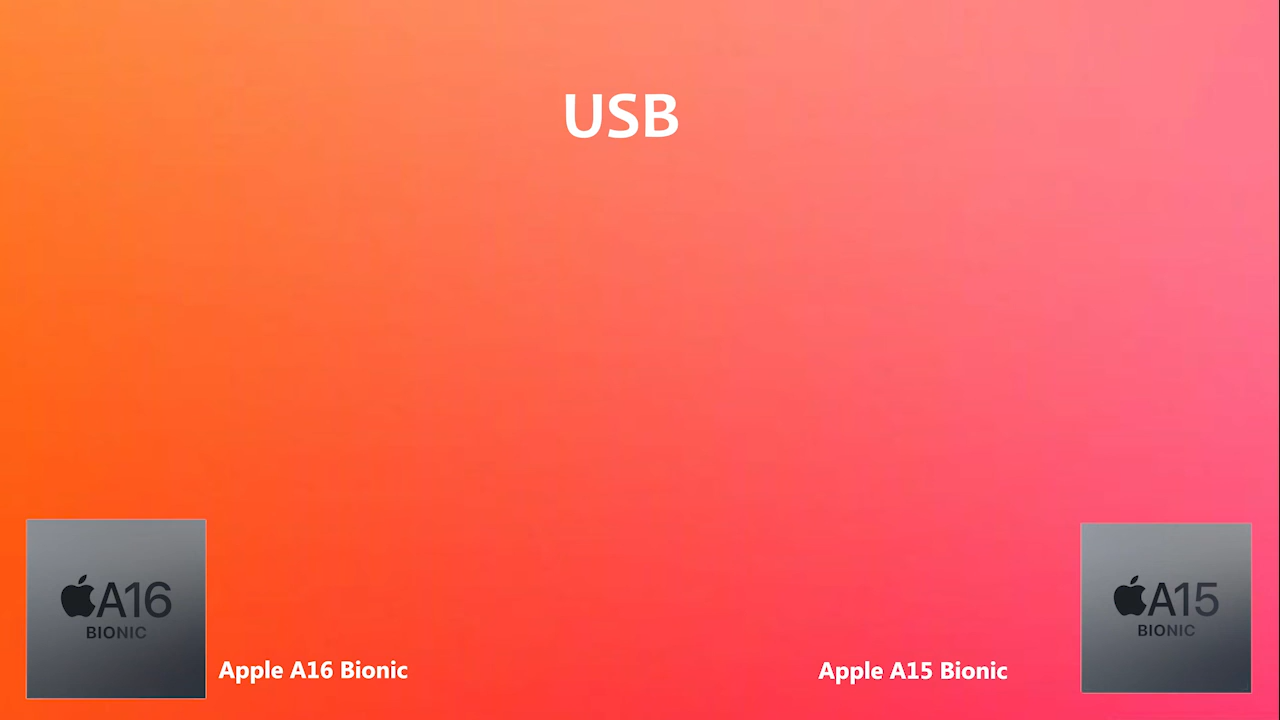 USB
A16
BIONIC
Apple A16 Bionic
Apple A15 Bionic
A15
BIONIC